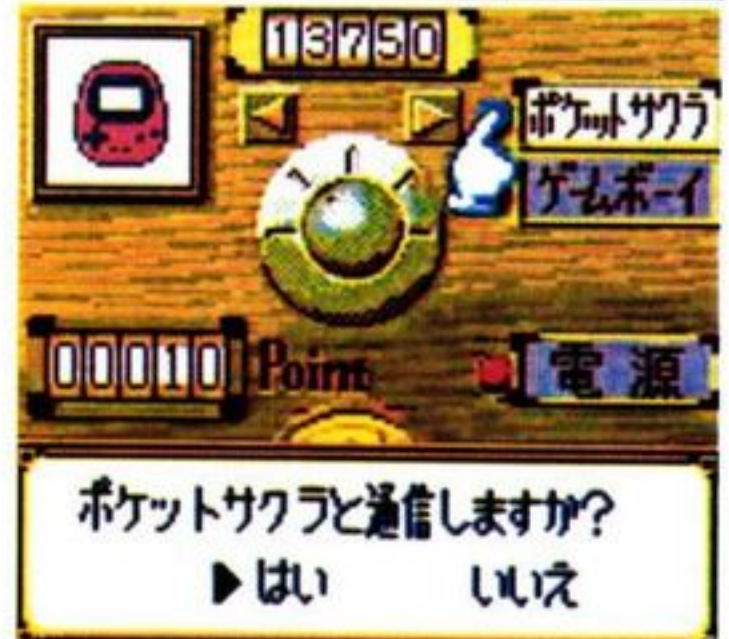 13750
ポケットサクラ
ゲームボーイ
00010 Point
電源
ポケットサクラと通信しますか?
▶はい いいえ